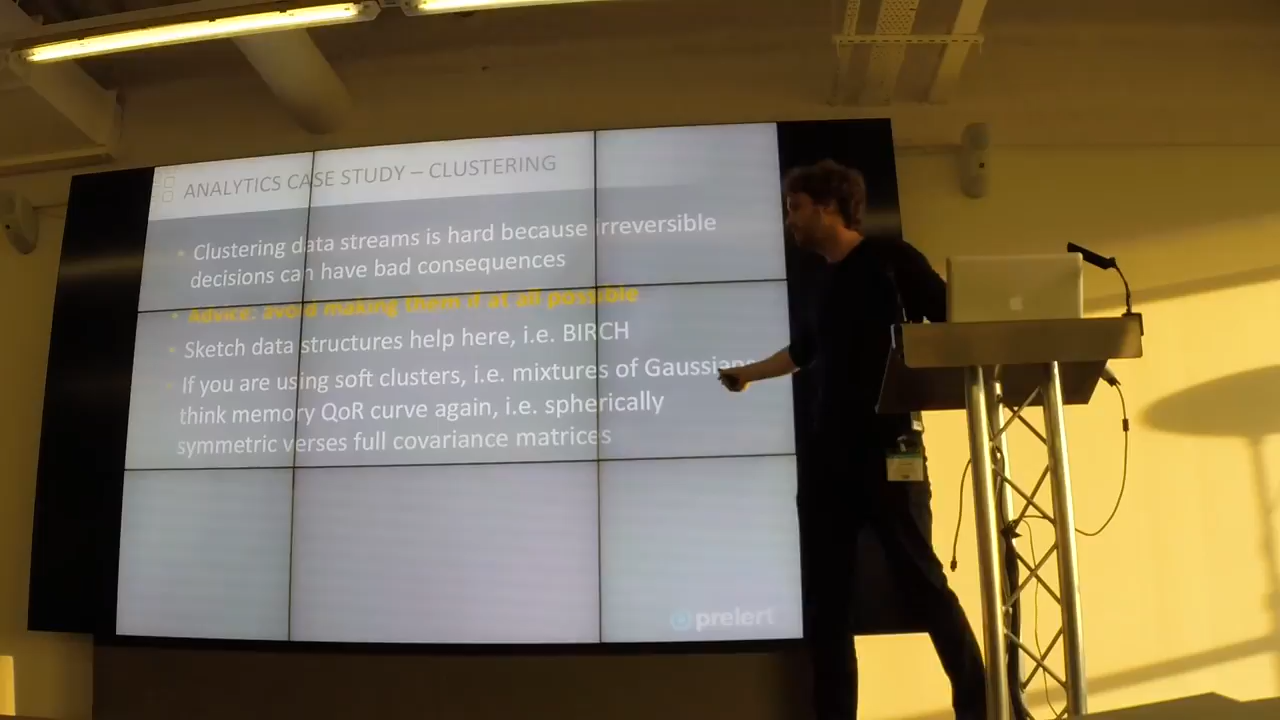 ANALYTICS CASE STUDY – CLUSTERING
Clustering data streams is hard because irreversible
decisions can have bad consequences
Advice: avoid making them if at all possible
Sketch data structures help here, i.e. BIRCH
If you are using soft clusters, i.e. mixtures of Gaussians
think memory QoR curve again, i.e. spherically
symmetric verses full covariance matrices
prelert